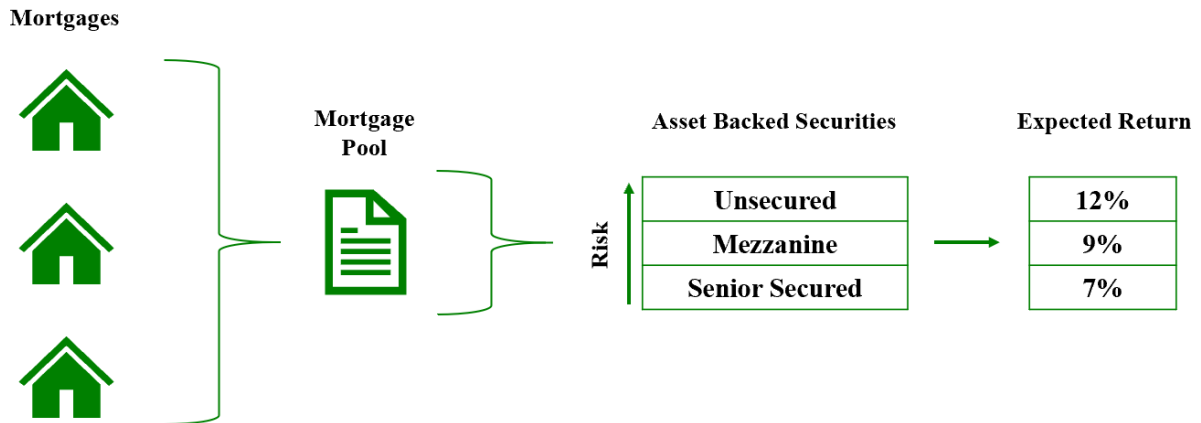 Mortgages
Mortgage
Pool
Asset Backed Securities
Expected Return
Risk
Unsecured
12%
Mezzanine
9%
Senior Secured
7%